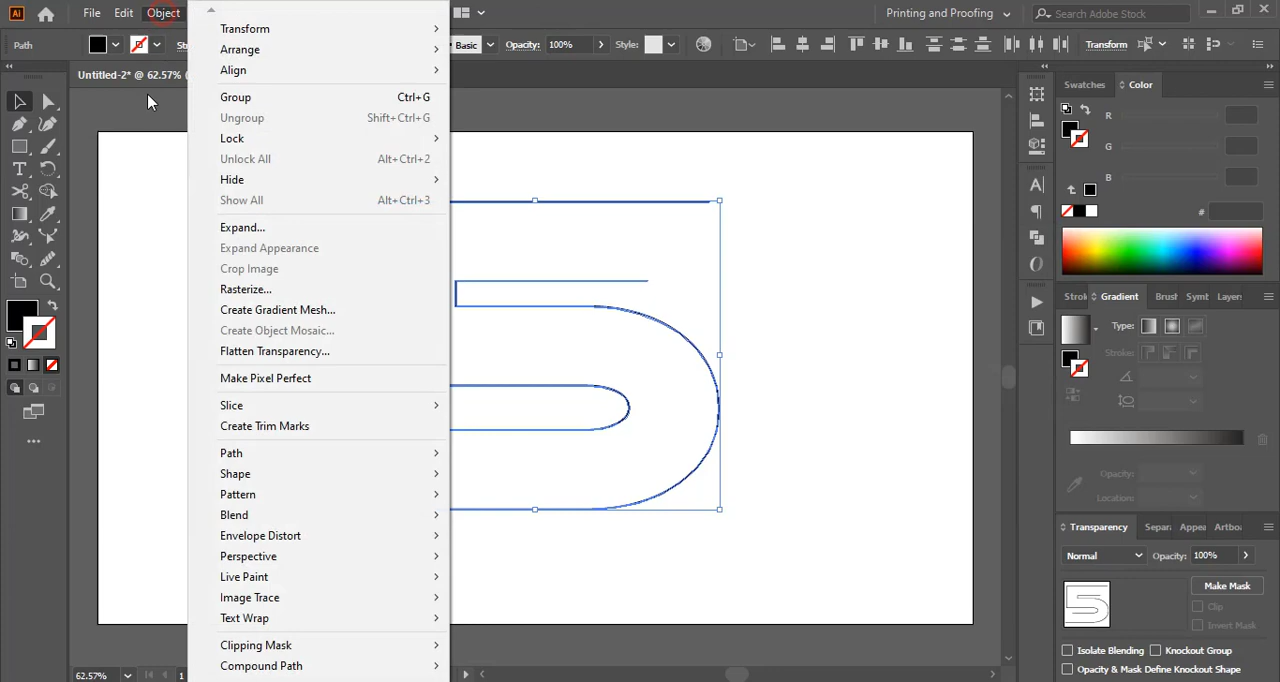 Ai File Edit Object Printing and Proofing Search Adobe Stock
Path Basic Opacity: 100% Style: Transform
Untitled-2* @ 62.57%
Transform
Arrange
Align
Group Ctrl+G
Ungroup Shift+Ctrl+G
Lock
Unlock All Alt+Ctrl+2
Hide
Show All Alt+Ctrl+3
Expand...
Expand Appearance
Crop Image
Rasterize...
Create Gradient Mesh...
Create Object Mosaic...
Flatten Transparency...
Make Pixel Perfect
Slice
Create Trim Marks
Path
Shape
Pattern
Blend
Envelope Distort
Perspective
Live Paint
Image Trace
Text Wrap
Clipping Mask
Compound Path
Swatches Color
R
G
B
#
Strok Gradient Brush Symt Layers
Type:
Stroke:
Opacity:
Location:
Transparency Separ Appea Artboa
Normal Opacity: 100%
Make Mask
Clip
Invert Mask
Isolate Blending Knockout Group
Opacity & Mask Define Knockout Shape
62.57% 1